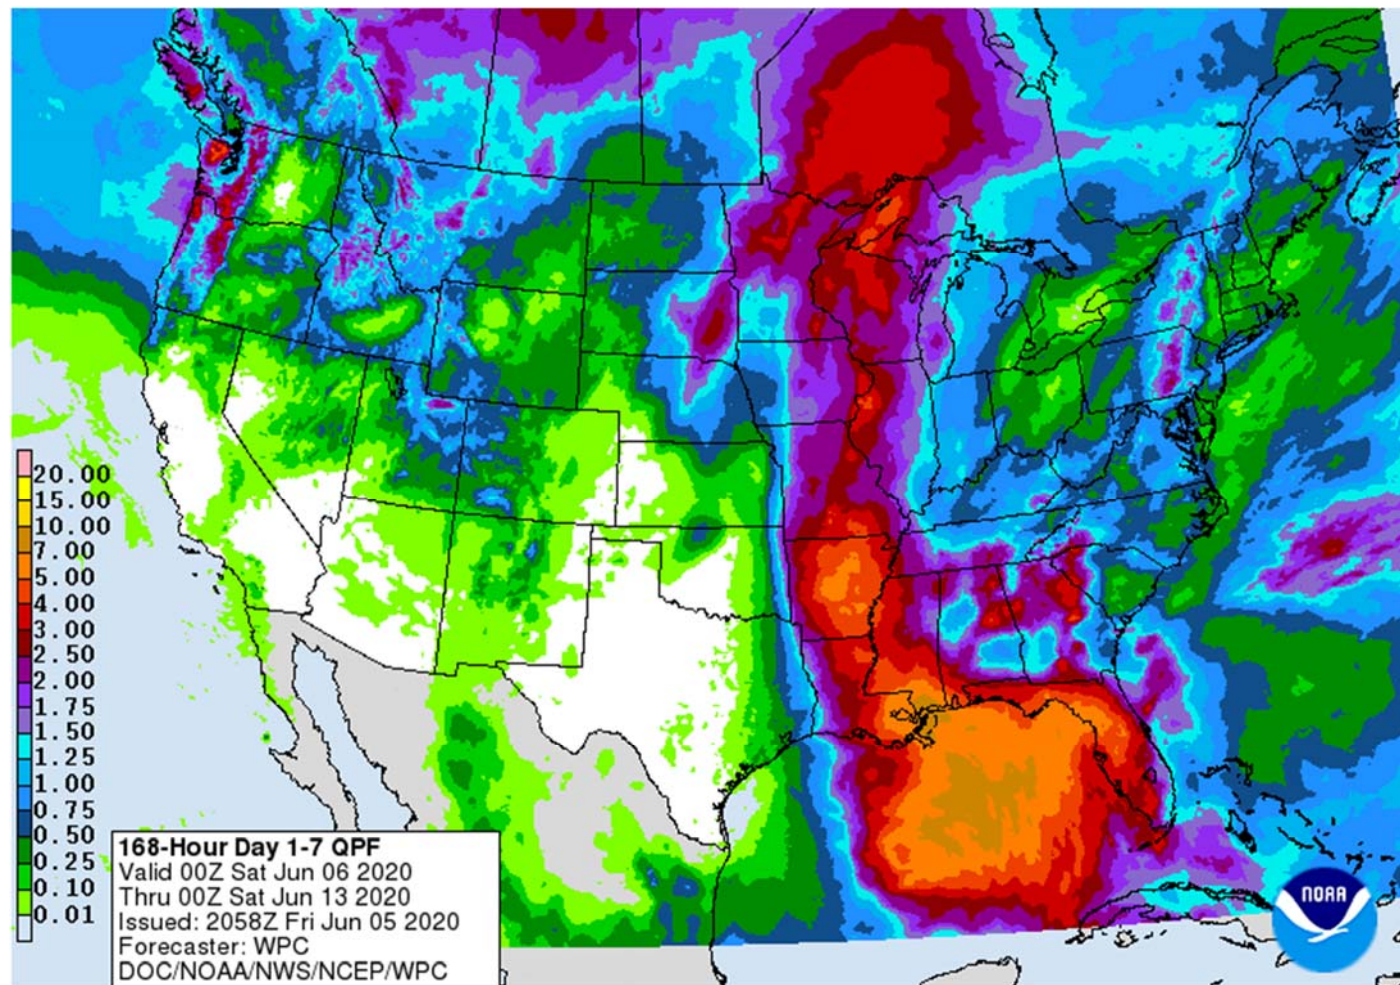 20.00
15.00
10.00
7.00
5.00
4.00
3.00
2.50
2.00
1.75
1.50
1.25
1.00
0.75
0.50
0.25
0.10
0.01
168-Hour Day 1-7 QPF
Valid 00Z Sat Jun 06 2020
Thru 00Z Sat Jun 13 2020
Issued: 2058Z Fri Jun 05 2020
Forecaster: WPC
DOC/NOAA/NWS/NCEP/WPC
NOAA